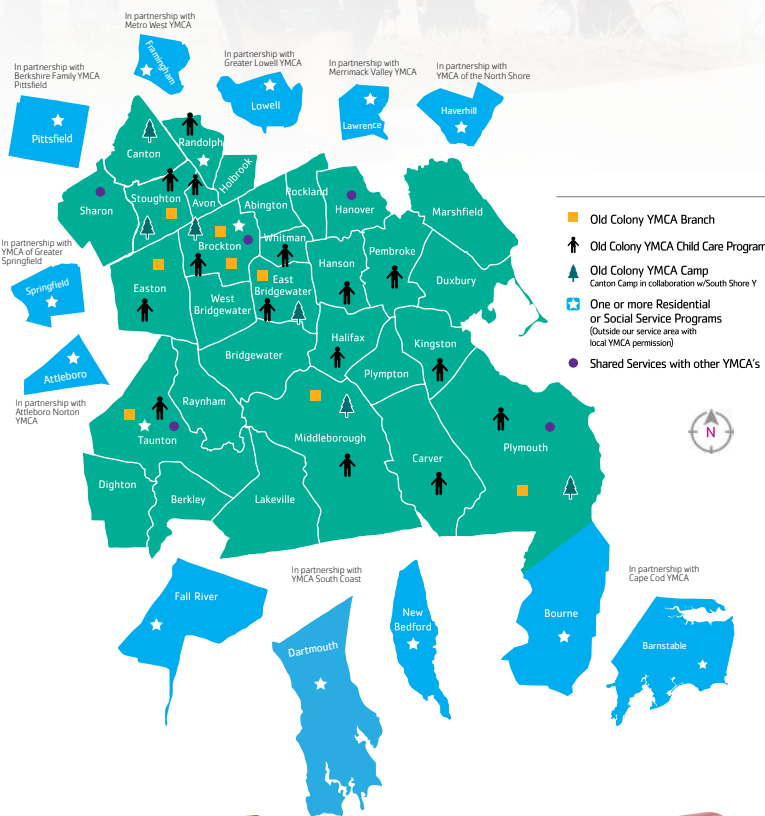 In partnership with
Metro West YMCA
Framingham
In partnership with
Greater Lowell YMCA
Lowell
In partnership with
Merrimack Valley YMCA
Lawrence
In partnership with
YMCA of the North Shore
Haverhill
In partnership with
Berkshire Family YMCA
Pittsfield
Pittsfield
Canton
Randolph
Holbrook
Sharon
Stoughton
Avon
Abington
Rockland
Hanover
Marshfield
Brockton
Whitman
Hanson
Pembroke
Duxbury
Easton
West
Bridgewater
East
Bridgewater
In partnership with
YMCA of Greater
Springfield
Springfield
Attleboro
In partnership with
Attleboro Norton
YMCA
Bridgewater
Halifax
Kingston
Plympton
Raynham
Taunton
Middleborough
Carver
Plymouth
Dighton
Berkley
Lakeville
Old Colony YMCA Branch
Old Colony YMCA Child Care Program
Old Colony YMCA Camp
Canton Camp in collaboration w/South Shore Y
One or more Residential
or Social Service Programs
(Outside our service area with
local YMCA permission)
Shared Services with other YMCA's
N
Fall River
In partnership with
YMCA South Coast
Dartmouth
New
Bedford
Bourne
In partnership with
Cape Cod YMCA
Barnstable